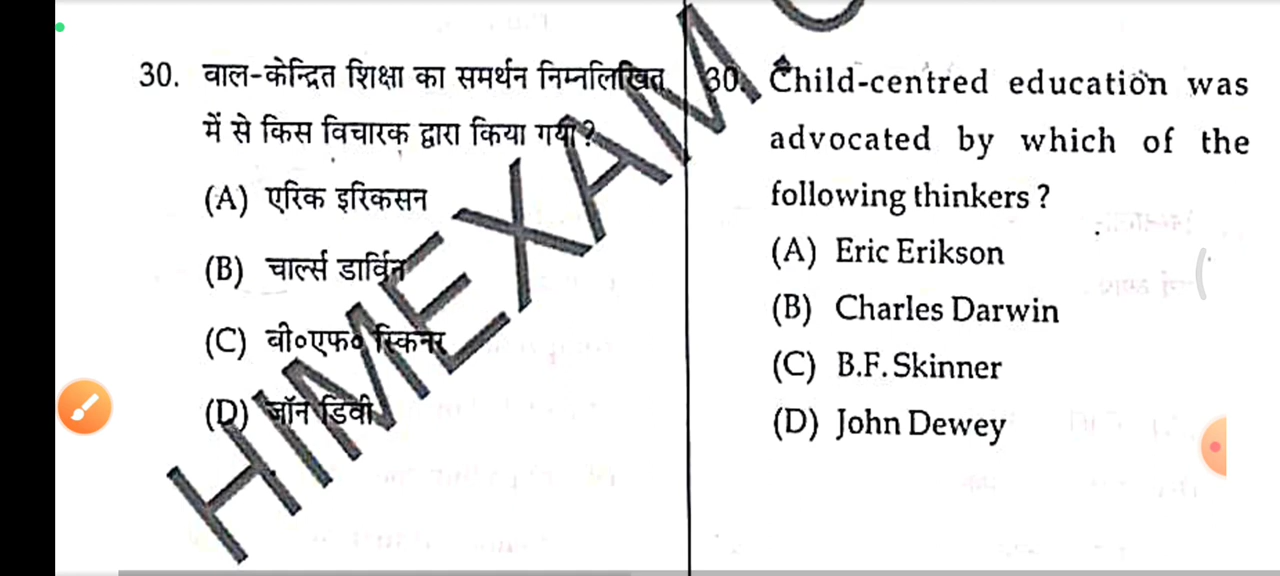 30. वाल-केन्द्रित शिक्षा का समर्थन निम्नलिखित
में से किस विचारक द्वारा किया गया ?
(A) एरिक इरिकसन
(B) चार्ल्स डार्विन
(C) बी०एफ० स्किनर
(D) जॉन डिवी
30. Child-centred education was
advocated by which of the
following thinkers ?
(A) Eric Erikson
(B) Charles Darwin
(C) B.F. Skinner
(D) John Dewey
HIMEXAM